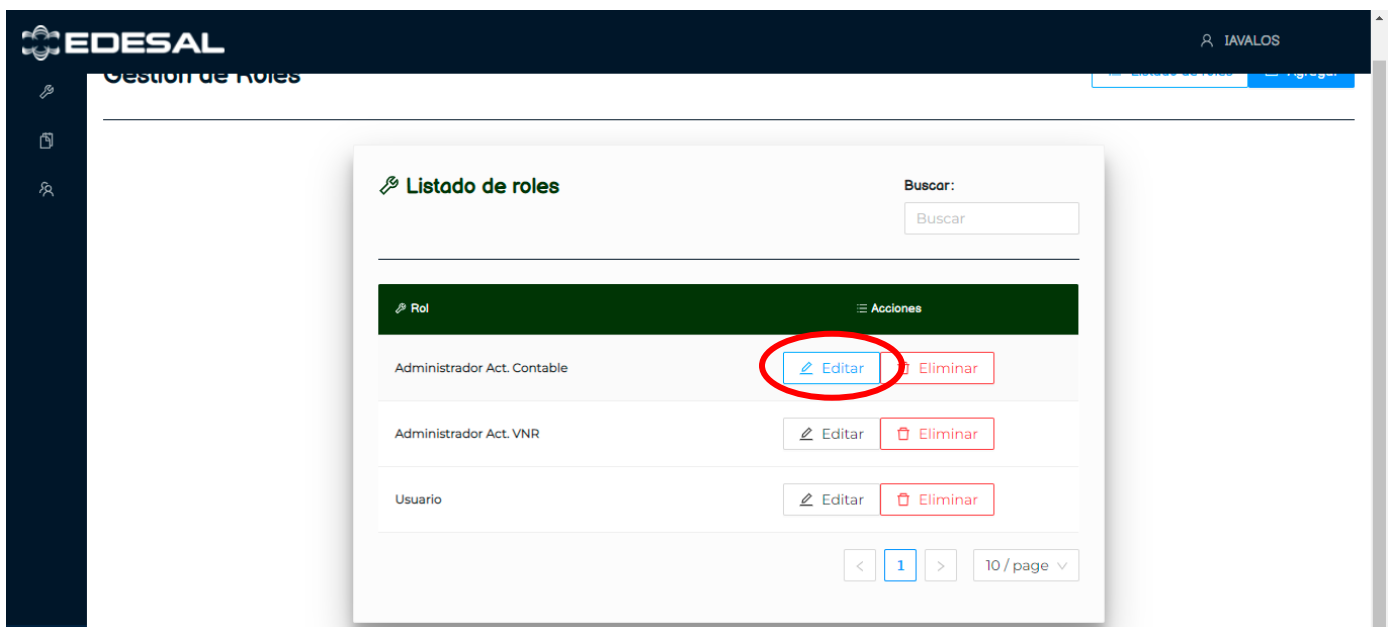 EDESAL
IAVALOS
Gestión de Roles
Listado de roles
Agregar
Listado de roles
Buscar:
Buscar
Rol
Acciones
Administrador Act. Contable
Editar
Eliminar
Administrador Act. VNR
Editar
Eliminar
Usuario
Editar
Eliminar
< 1 >
10 / page